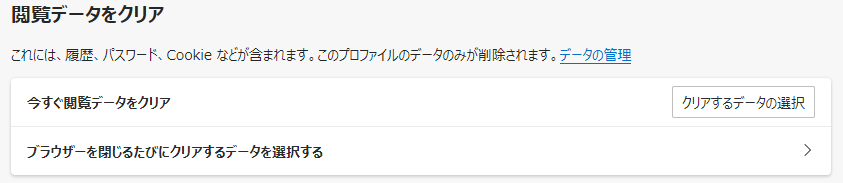 閲覧データをクリア
これには、履歴、パスワード、Cookie などが含まれます。このプロファイルのデータのみが削除されます。データの管理
今すぐ閲覧データをクリア
クリアするデータの選択
ブラウザーを閉じるたびにクリアするデータを選択する